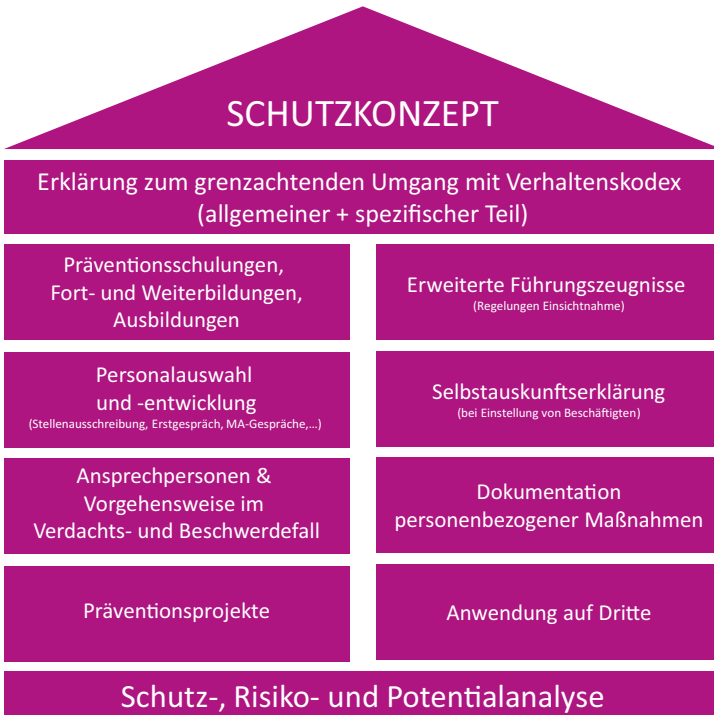 SCHUTZKONZEPT
Erklärung zum grenzachtenden Umgang mit Verhaltenskodex
(allgemeiner + spezifischer Teil)
Präventionsschulungen,
Fort- und Weiterbildungen,
Ausbildungen
Erweiterte Führungszeugnisse
(Regelungen Einsichtnahme)
Personalauswahl
und -entwicklung
(Stellenausschreibung, Erstgespräch, MA-Gespräche,...)
Selbstauskunftserklärung
(bei Einstellung von Beschäftigten)
Ansprechpersonen &
Vorgehensweise im
Verdachts- und Beschwerdefall
Dokumentation
personenbezogener Maßnahmen
Präventionsprojekte
Anwendung auf Dritte
Schutz-, Risiko- und Potentialanalyse